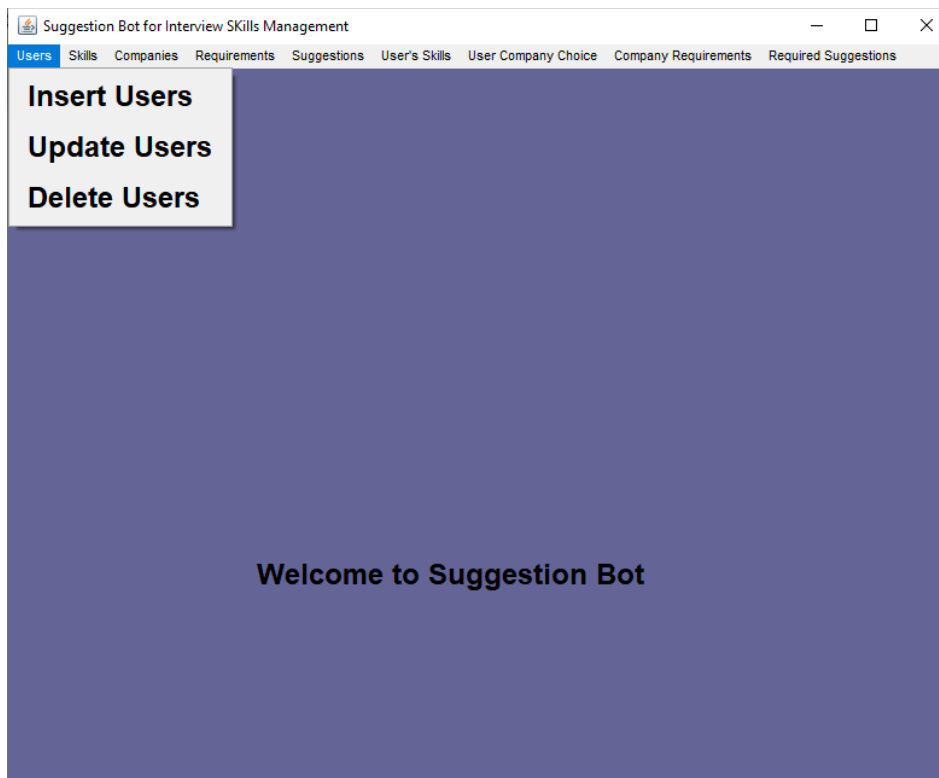 Suggestion Bot for Interview SKills Management
Users Skills Companies Requirements Suggestions User's Skills User Company Choice Company Requirements Required Suggestions
Insert Users
Update Users
Delete Users
Welcome to Suggestion Bot